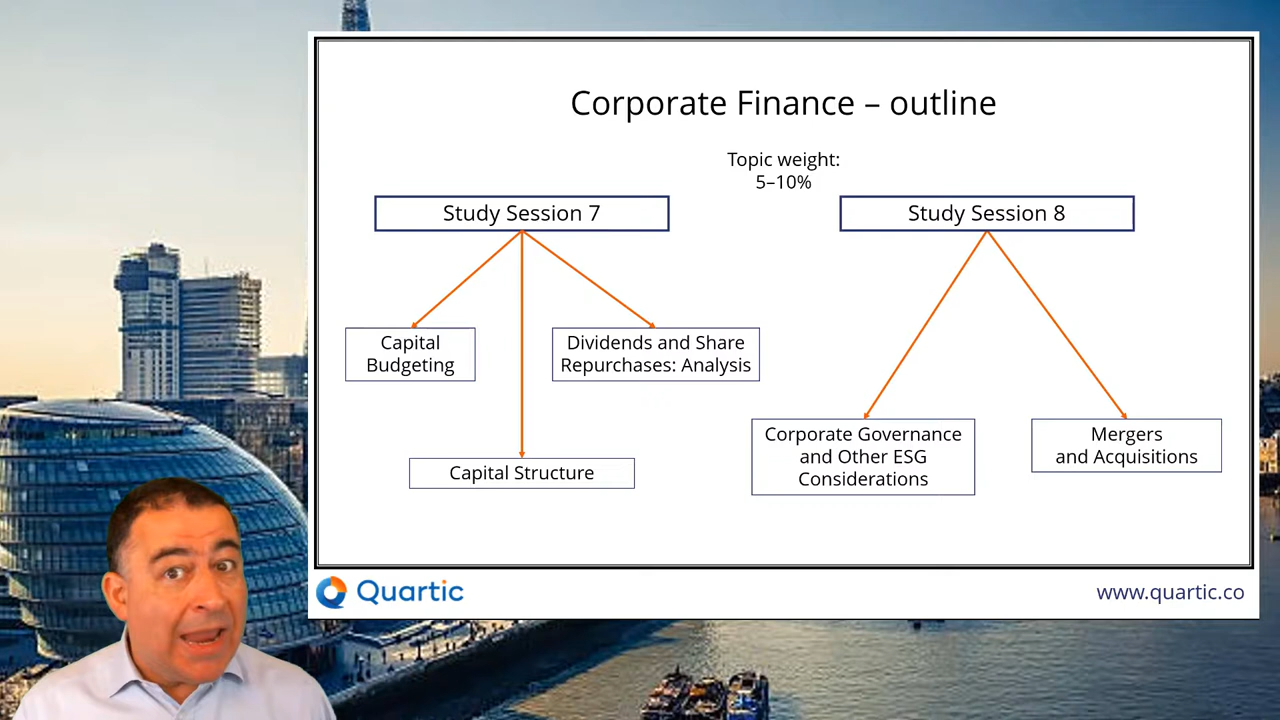 Corporate Finance – outline
Topic weight:
5–10%
Study Session 7
Study Session 8
Capital
Budgeting
Dividends and Share
Repurchases: Analysis
Capital Structure
Corporate Governance
and Other ESG
Considerations
Mergers
and Acquisitions
Quartic
www.quartic.co